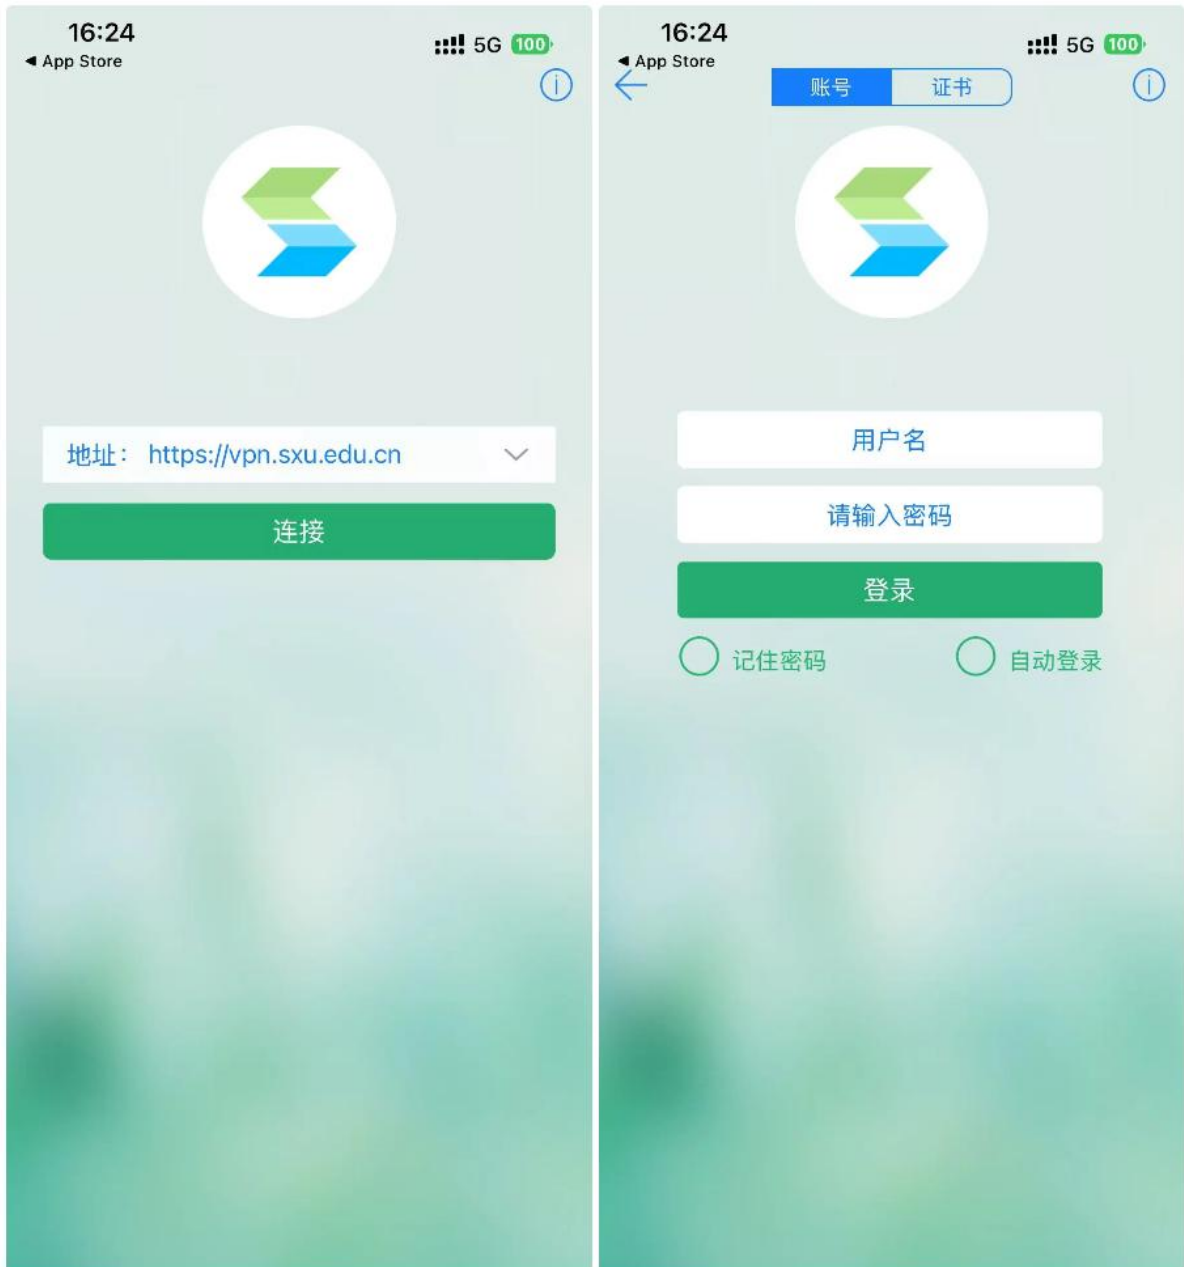 16:24
5G 100
◀ App Store
地址： https://vpn.sxu.edu.cn
连接
16:24
5G 100
◀ App Store
账号 证书
用户名
请输入密码
登录
记住密码 自动登录